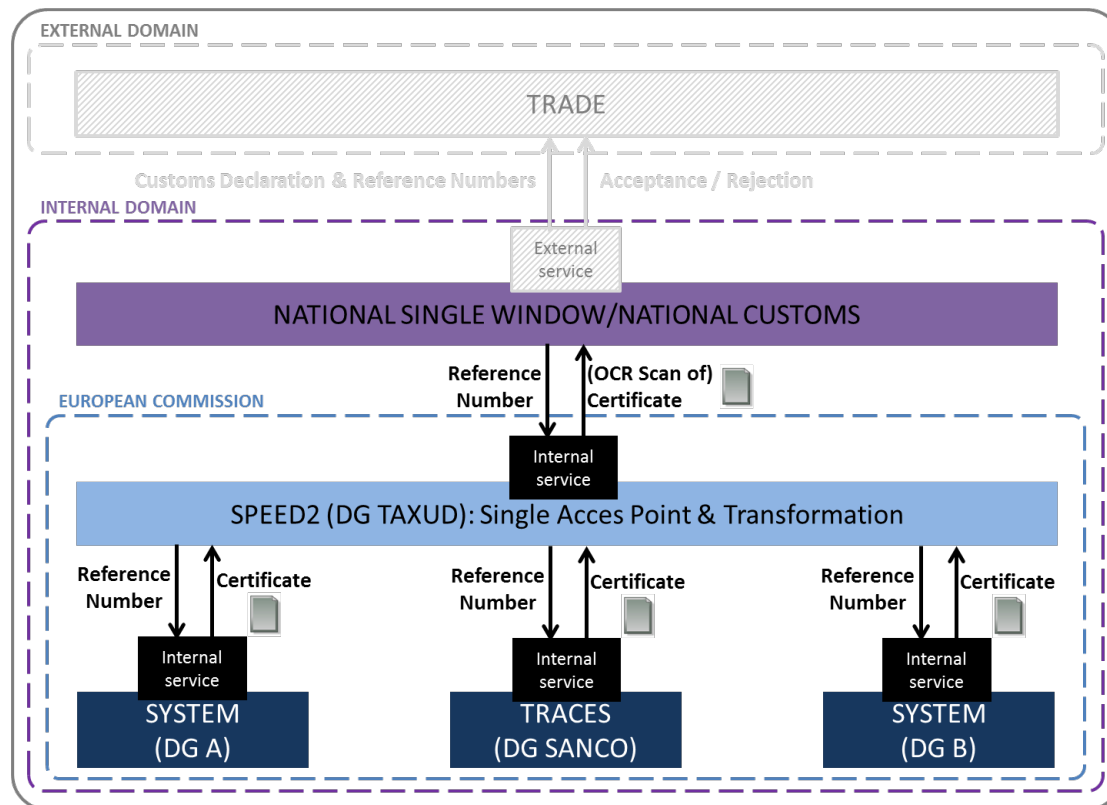 EXTERNAL DOMAIN
TRADE
Customs Declaration & Reference Numbers
Acceptance / Rejection
INTERNAL DOMAIN
External
service
NATIONAL SINGLE WINDOW/NATIONAL CUSTOMS
Reference
Number
(OCR Scan of)
Certificate
EUROPEAN COMMISSION
Internal
service
SPEED2 (DG TAXUD): Single Acces Point & Transformation
Reference
Number
Certificate
Reference
Number
Certificate
Reference
Number
Certificate
Internal
service
Internal
service
Internal
service
SYSTEM
(DG A)
TRACES
(DG SANCO)
SYSTEM
(DG B)